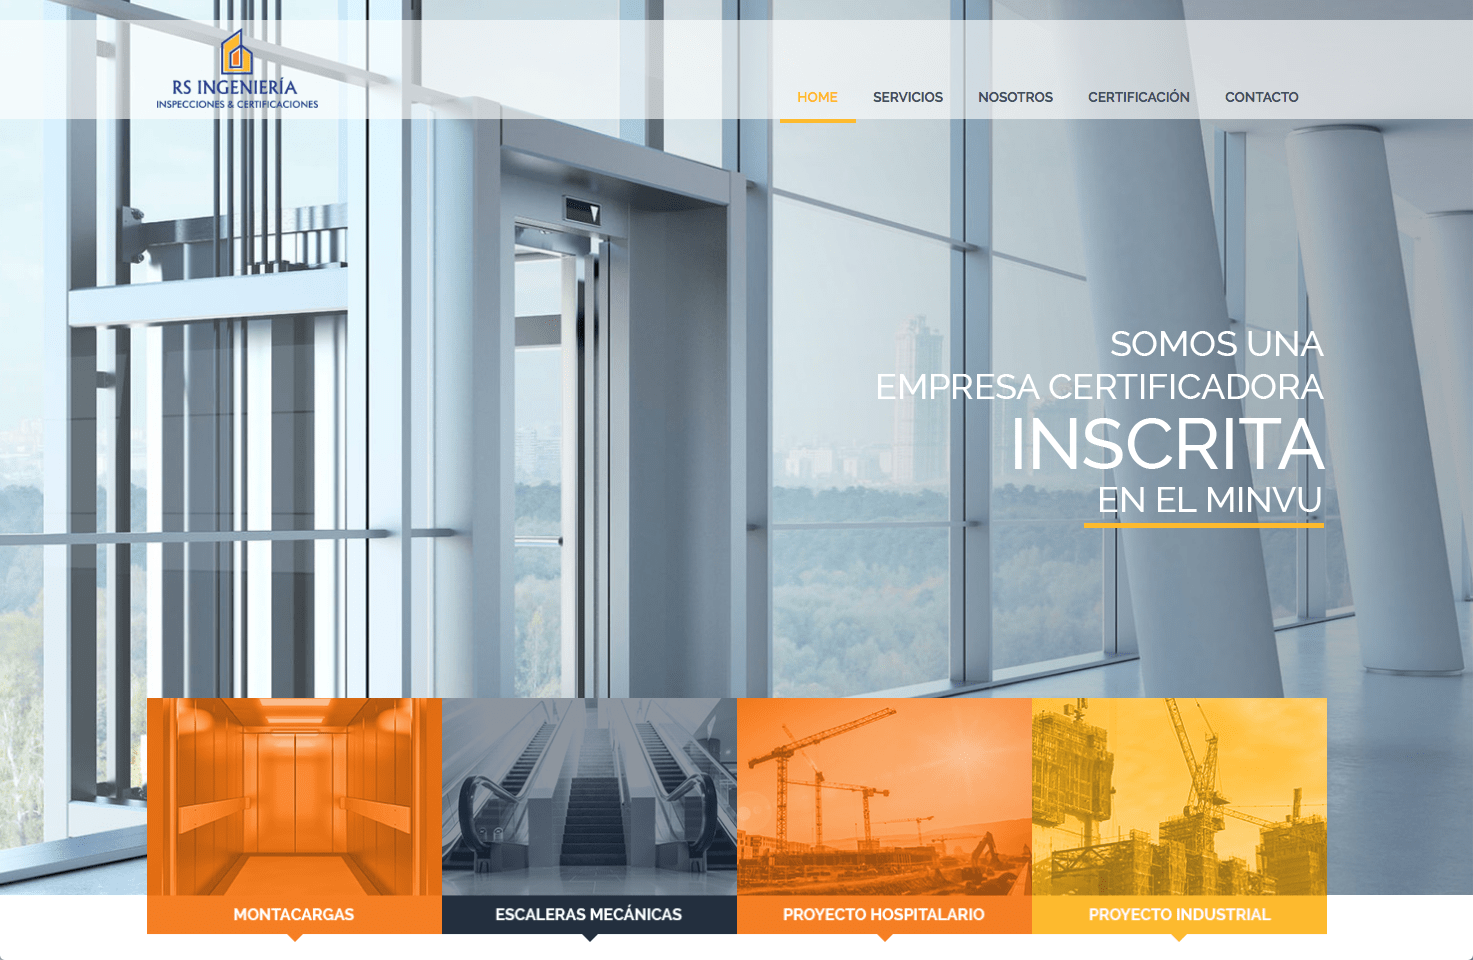 RS INGENIERÍA
INSPECCIONES & CERTIFICACIONES
HOME SERVICIOS NOSOTROS CERTIFICACIÓN CONTACTO
SOMOS UNA
EMPRESA CERTIFICADORA
INSCRITA
EN EL MINVU
MONTACARGAS
ESCALERAS MECÁNICAS
PROYECTO HOSPITALARIO
PROYECTO INDUSTRIAL